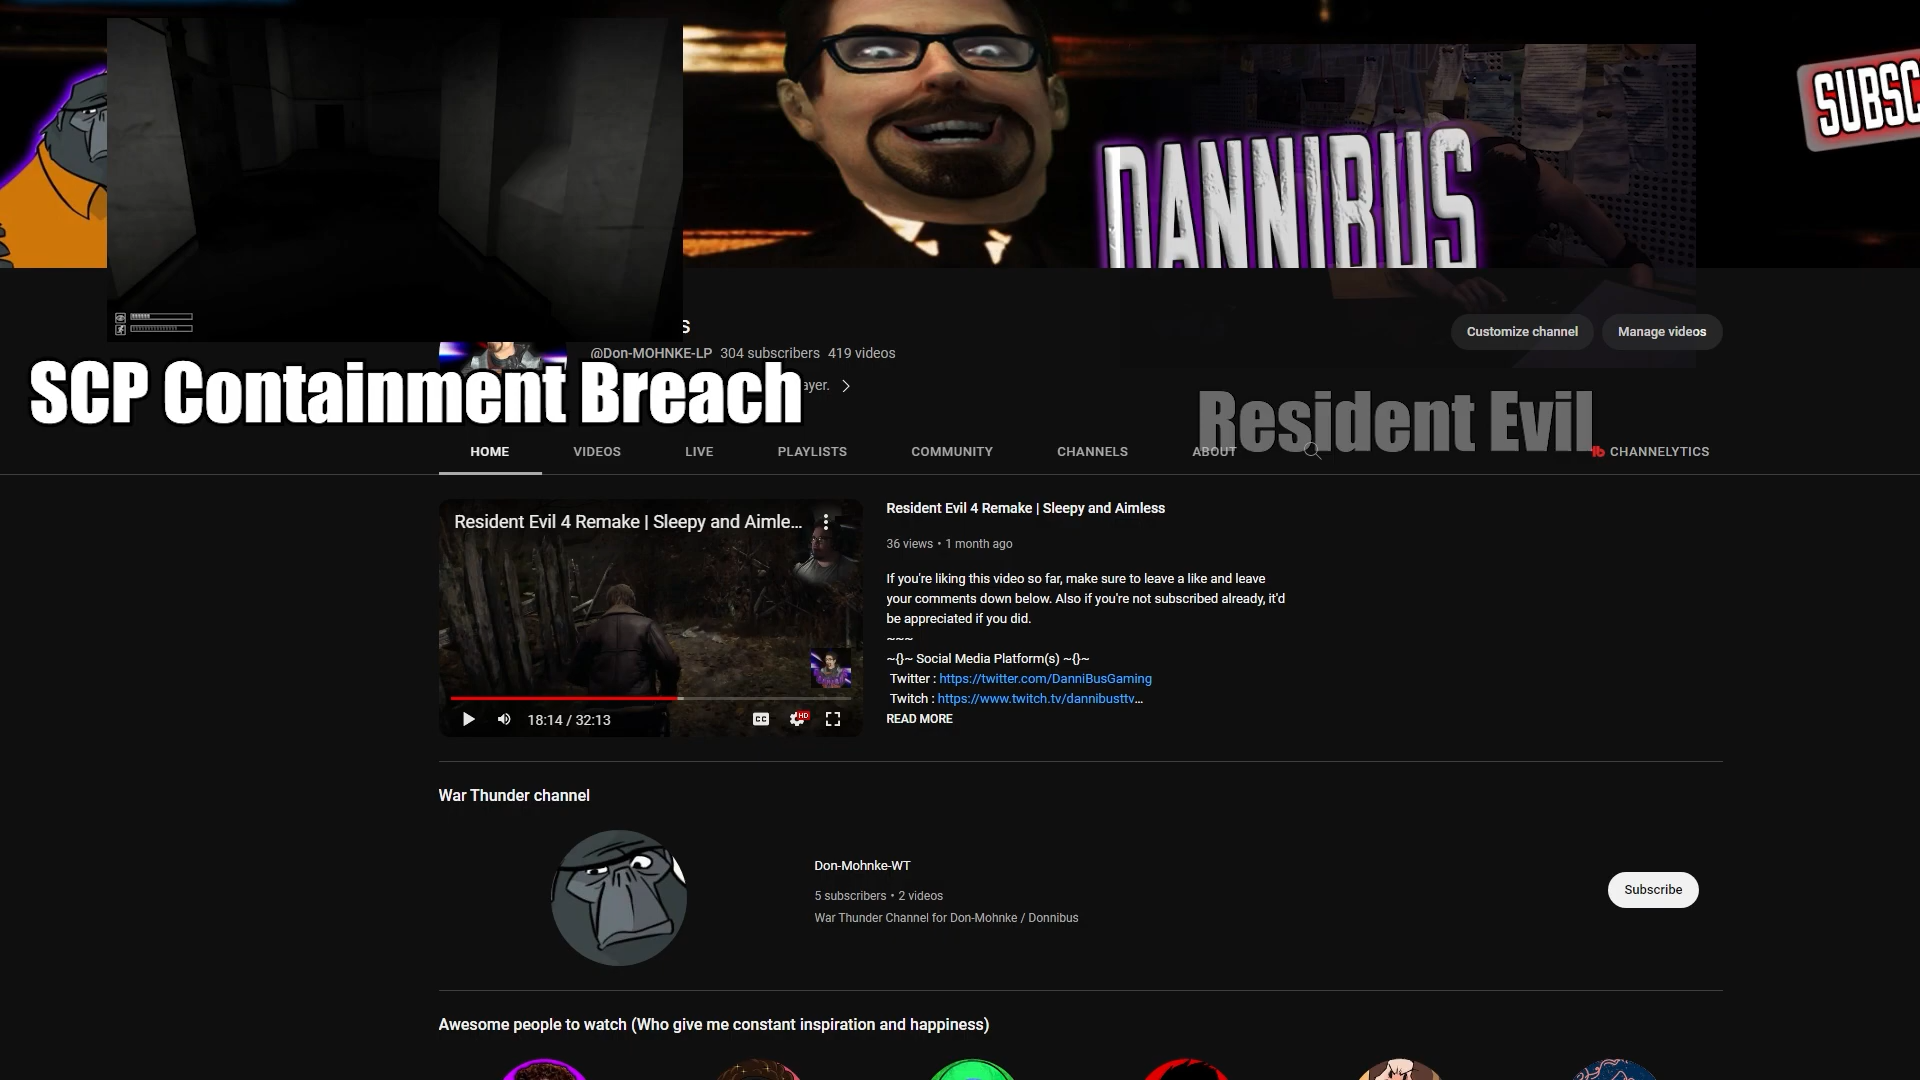 SUBSC
DANNIBUS
S
Customize channel
Manage videos
@Don-MOHNKE-LP 304 subscribers 419 videos
ayer.
SCP Containment Breach
Resident Evil
HOME
VIDEOS
LIVE
PLAYLISTS
COMMUNITY
CHANNELS
ABOUT
CHANNELYTICS
Resident Evil 4 Remake | Sleepy and Aimle...
18:14 / 32:13
CC
HD
Resident Evil 4 Remake | Sleepy and Aimless
36 views • 1 month ago
If you're liking this video so far, make sure to leave a like and leave
your comments down below. Also if you're not subscribed already, it'd
be appreciated if you did.
~~~
~{}~ Social Media Platform(s) ~{}~
Twitter : https://twitter.com/DanniBusGaming
Twitch : https://www.twitch.tv/dannibusttv...
READ MORE
War Thunder channel
Don-Mohnke-WT
5 subscribers • 2 videos
War Thunder Channel for Don-Mohnke / Donnibus
Subscribe
Awesome people to watch (Who give me constant inspiration and happiness)